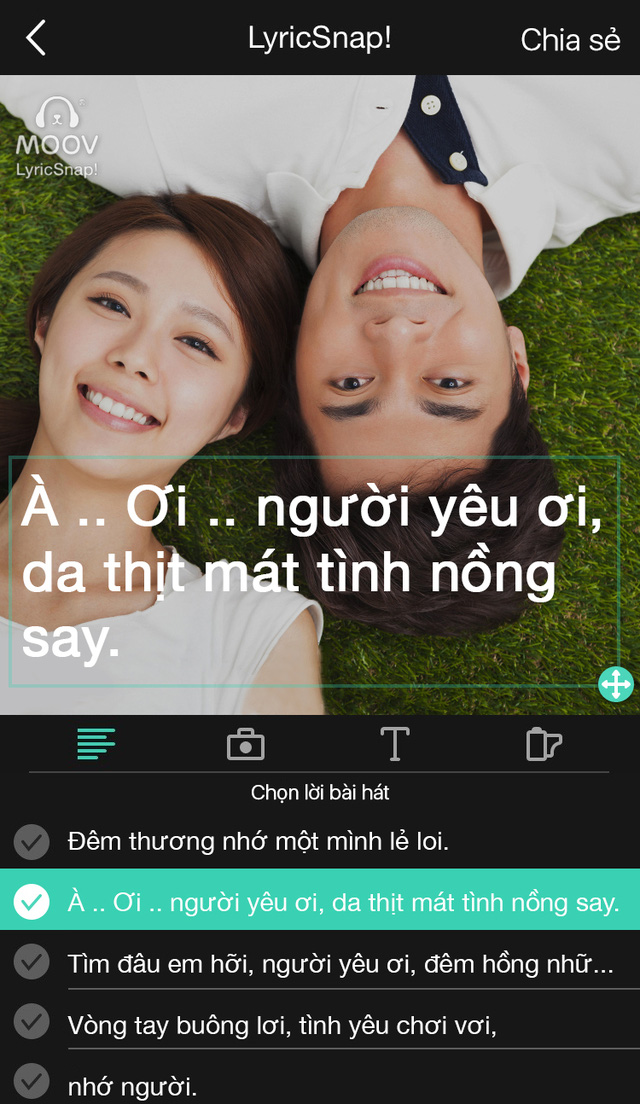 LyricSnap!
Chia sẻ
MOOV
LyricSnap!
À .. Ơi .. người yêu ơi,
da thịt mát tình nồng
say.
Chọn lời bài hát
Đêm thương nhớ một mình lẻ loi.
À .. Ơi .. người yêu ơi, da thịt mát tình nồng say.
Tìm đâu em hỡi, người yêu ơi, đêm hồng nhữ...
Vòng tay buông lơi, tình yêu chơi vơi,
nhớ người.